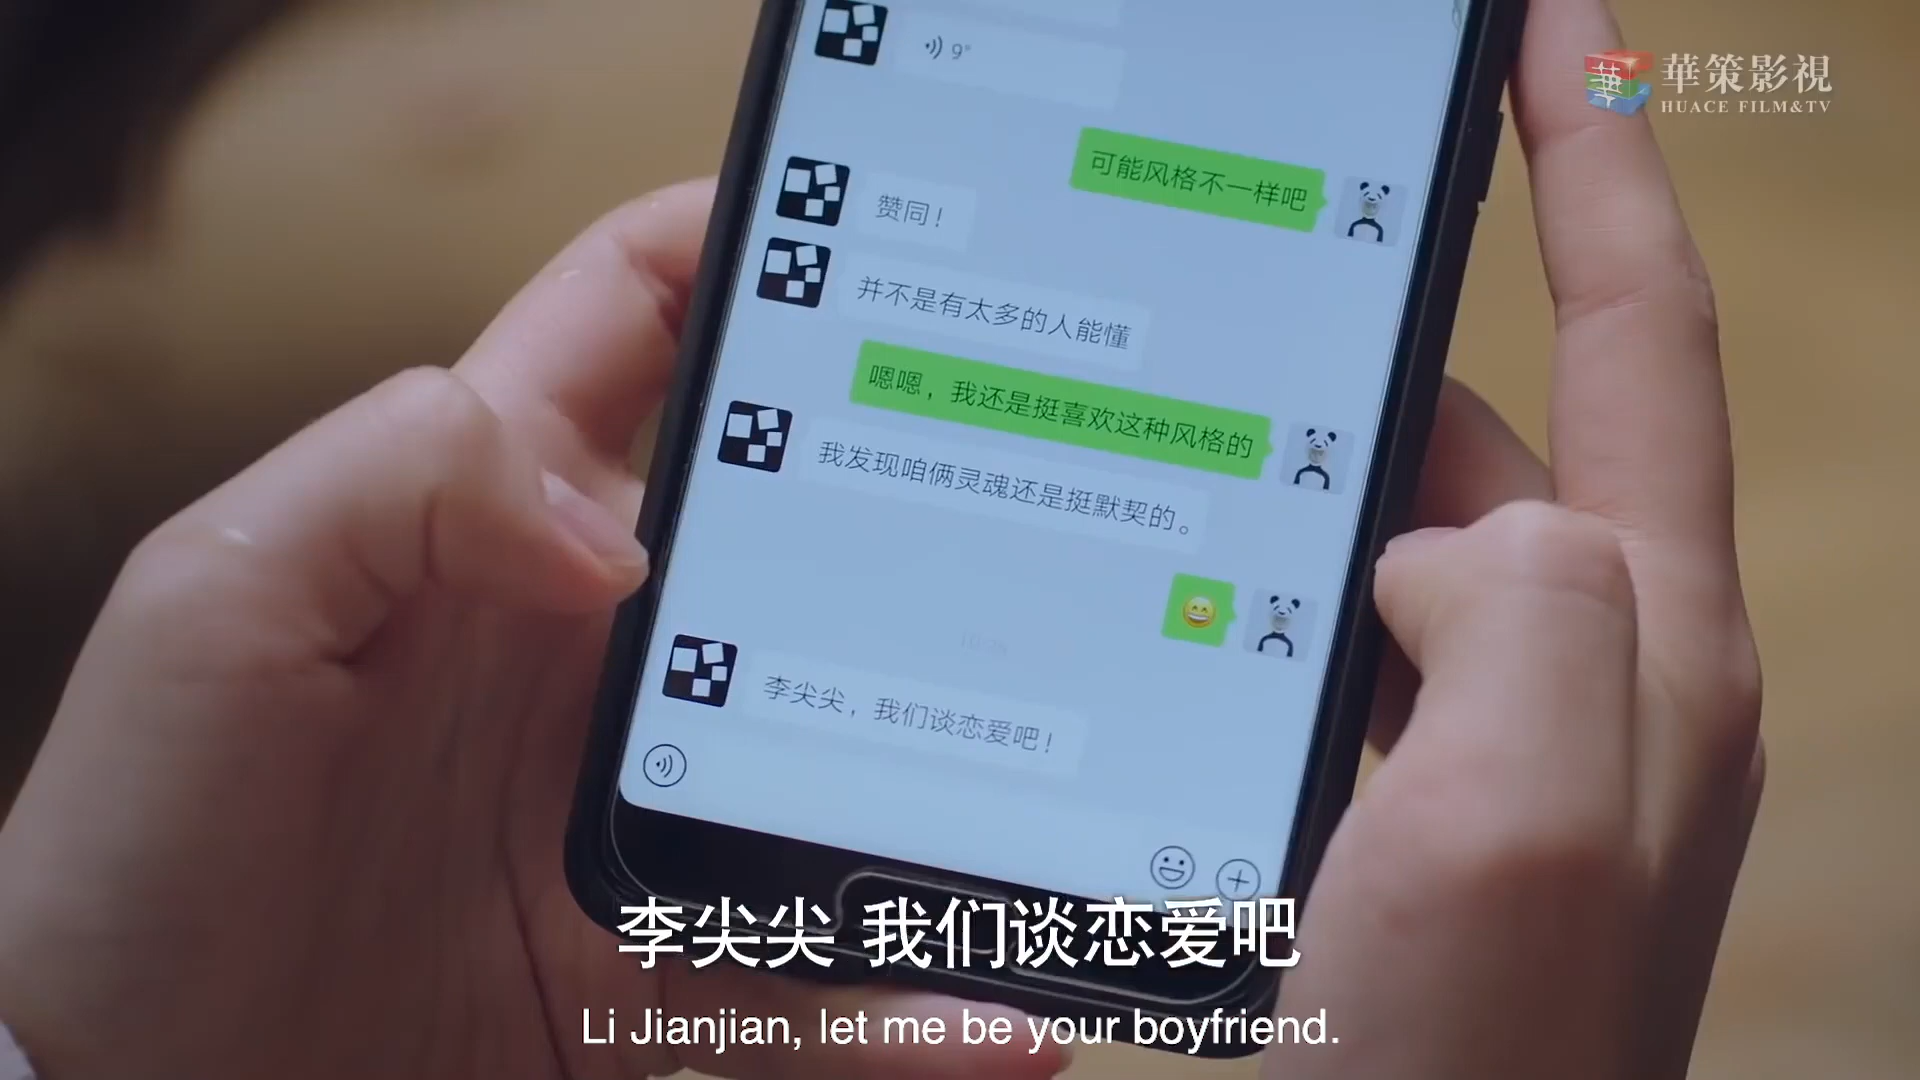 9"
華策影視
HUACE FILM&TV
可能风格不一样吧
赞同！
并不是有太多的人能懂
嗯嗯，我还是挺喜欢这种风格的
我发现咱俩灵魂还是挺默契的。
李尖尖，我们谈恋爱吧！
李尖尖 我们谈恋爱吧
Li Jianjian, let me be your boyfriend.